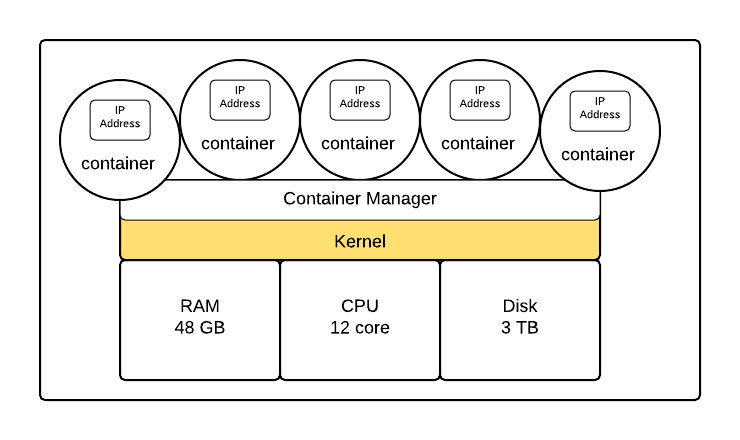 IP
Address
container
IP
Address
container
IP
Address
container
IP
Address
container
IP
Address
container
Container Manager
Kernel
RAM
48 GB
CPU
12 core
Disk
3 TB